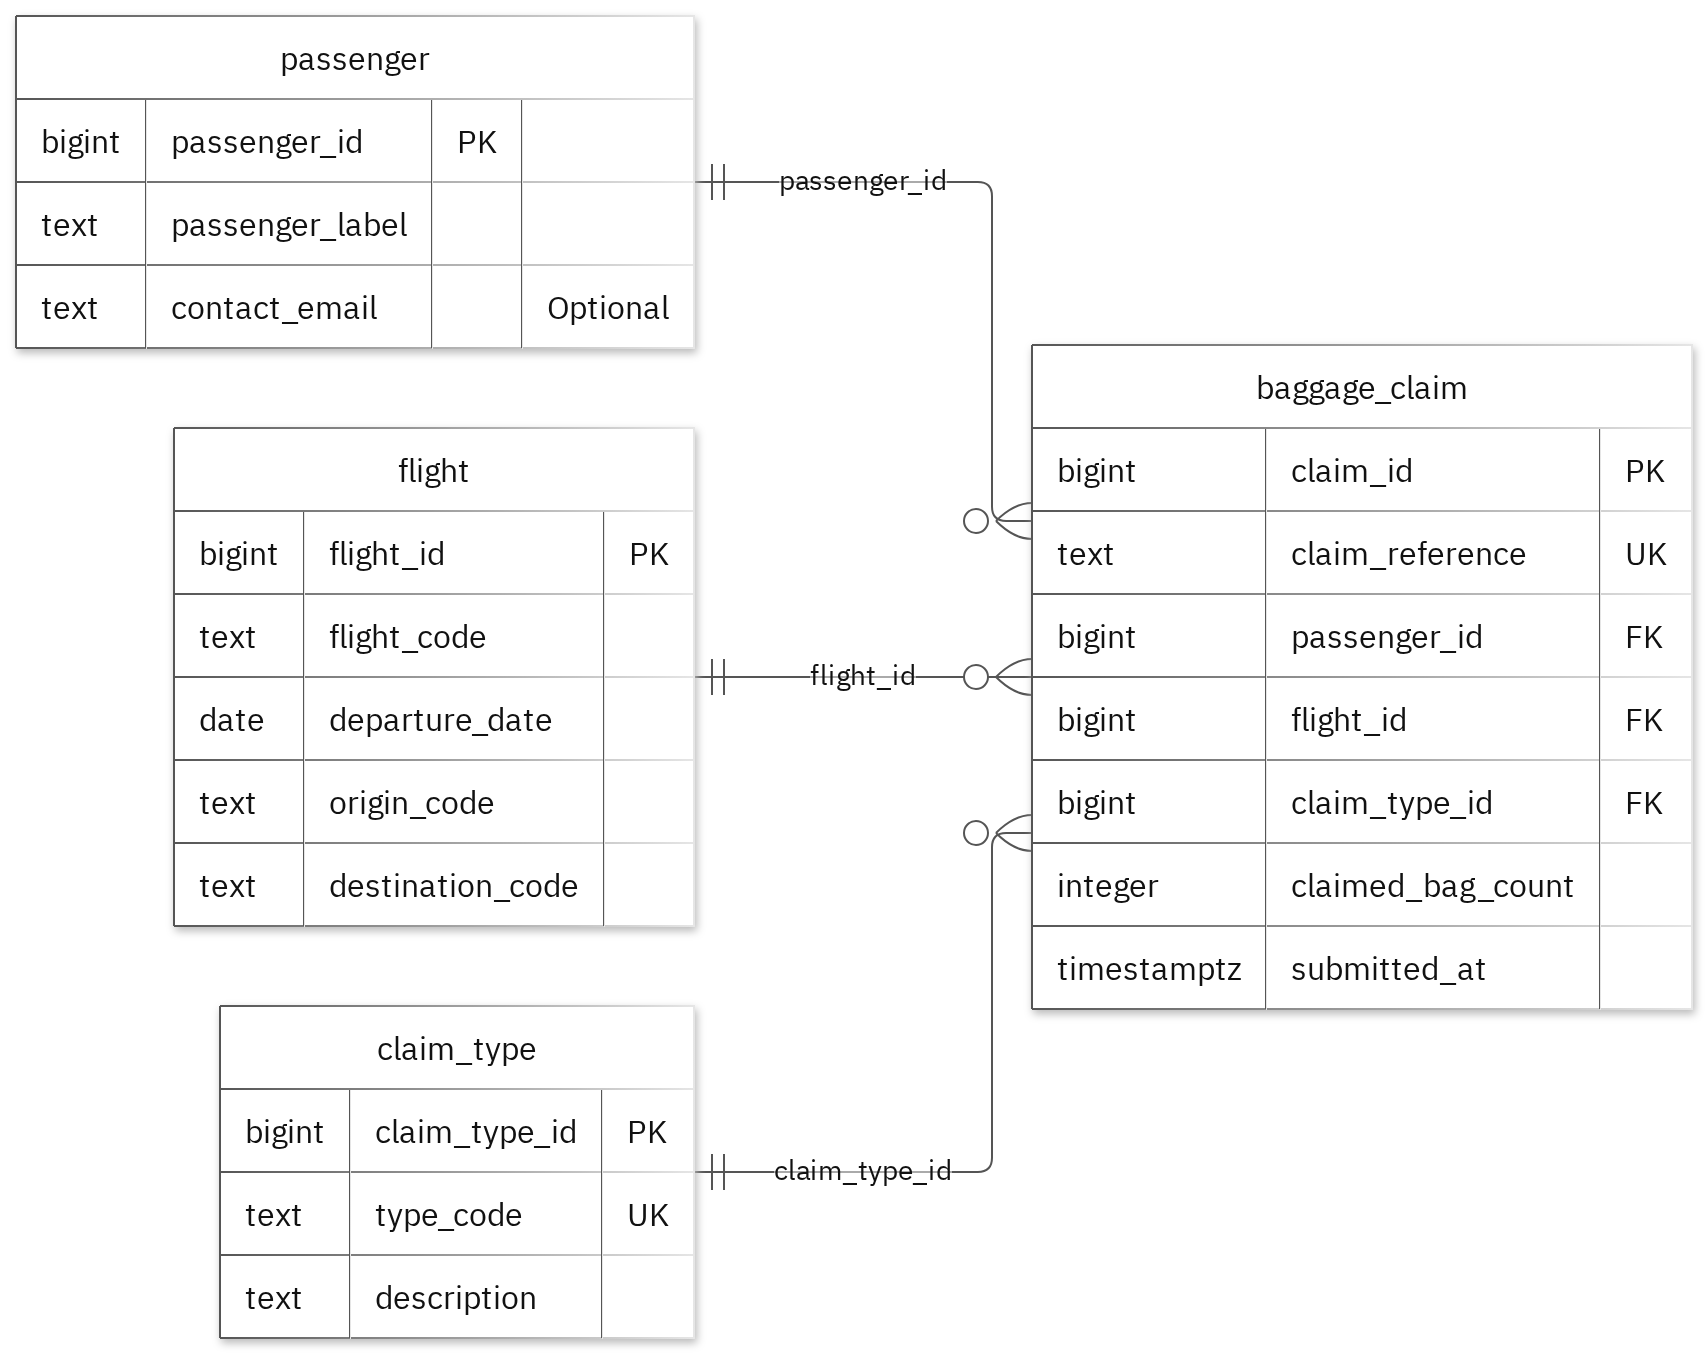 passenger
bigint passenger_id PK
text passenger_label
text contact_email Optional
passenger_id
flight
bigint flight_id PK
text flight_code
date departure_date
text origin_code
text destination_code
flight_id
claim_type
bigint claim_type_id PK
text type_code UK
text description
claim_type_id
baggage_claim
bigint claim_id PK
text claim_reference UK
bigint passenger_id FK
bigint flight_id FK
bigint claim_type_id FK
integer claimed_bag_count
timestamptz submitted_at